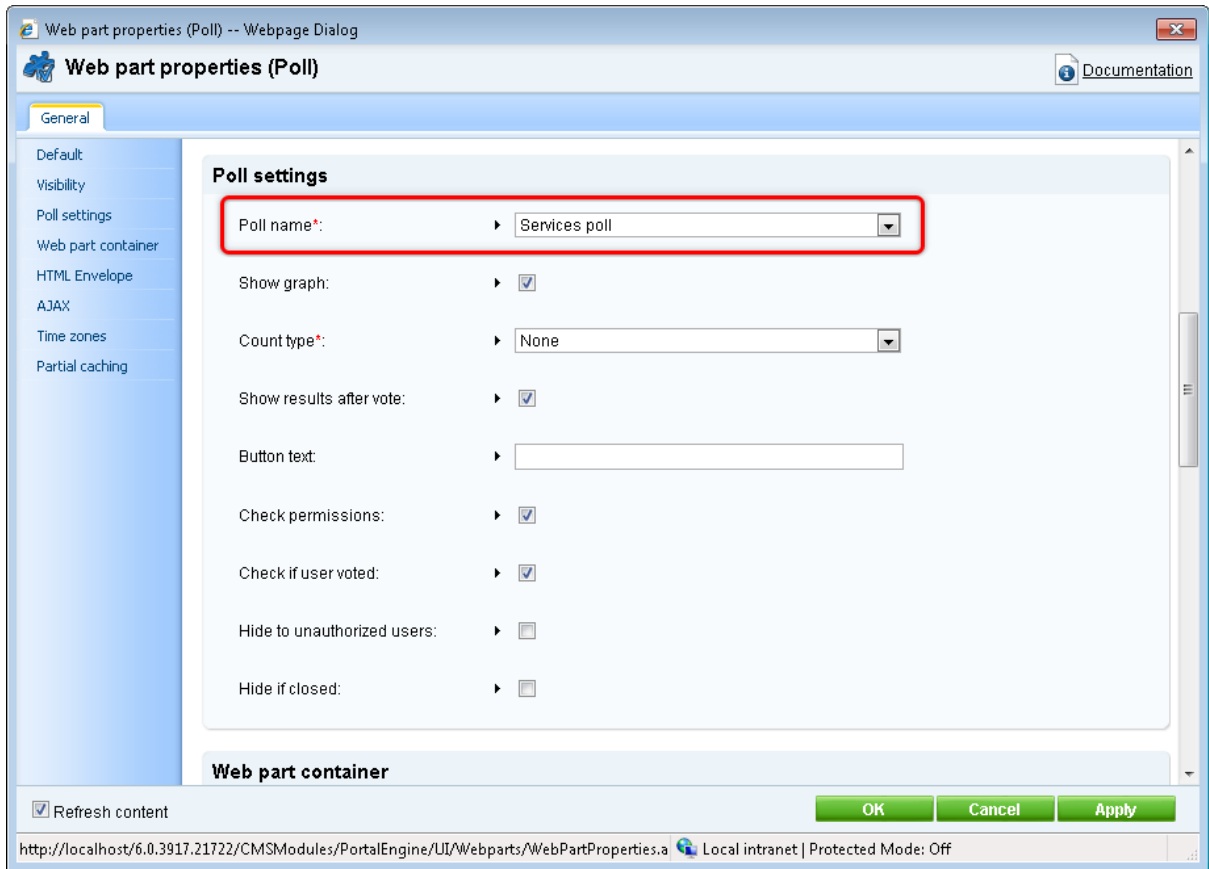 Web part properties (Poll) -- Webpage Dialog
Web part properties (Poll)
Documentation
General
Default
Visibility
Poll settings
Web part container
HTML Envelope
AJAX
Time zones
Partial caching
Poll settings
Poll name*:
Services poll
Show graph:
Count type*:
None
Show results after vote:
Button text:
Check permissions:
Check if user voted:
Hide to unauthorized users:
Hide if closed:
Web part container
Refresh content
OK
Cancel
Apply
http://localhost/6.0.3917.21722/CMSModules/PortalEngine/UI/Webparts/WebPartProperties.a
Local intranet | Protected Mode: Off